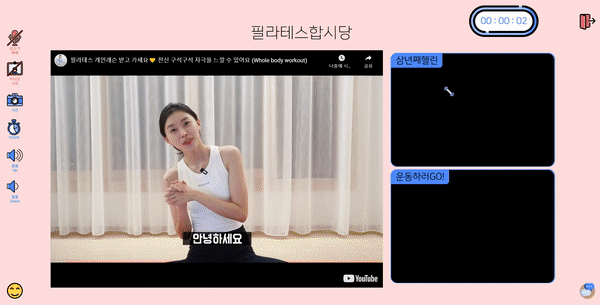 필라테스합시당
00 : 00 : 02
필라테스 개인레슨 받고 가세요💛 전신 구석구석 자극을 느낄 수 있어요 (Whole body workout)
나중에 시...
공유
안녕하세요
YouTube
삼년째헬린
운동하러GO!